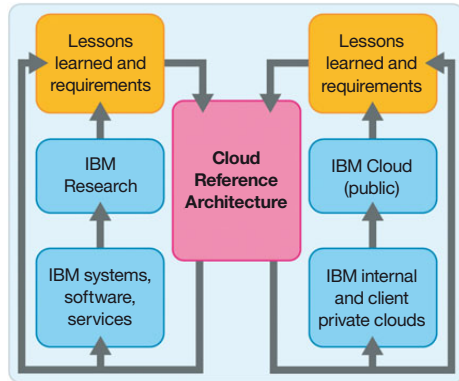 Lessons
learned and
requirements
IBM
Research
IBM systems,
software,
services
Cloud
Reference
Architecture
Lessons
learned and
requirements
IBM Cloud
(public)
IBM internal
and client
private clouds